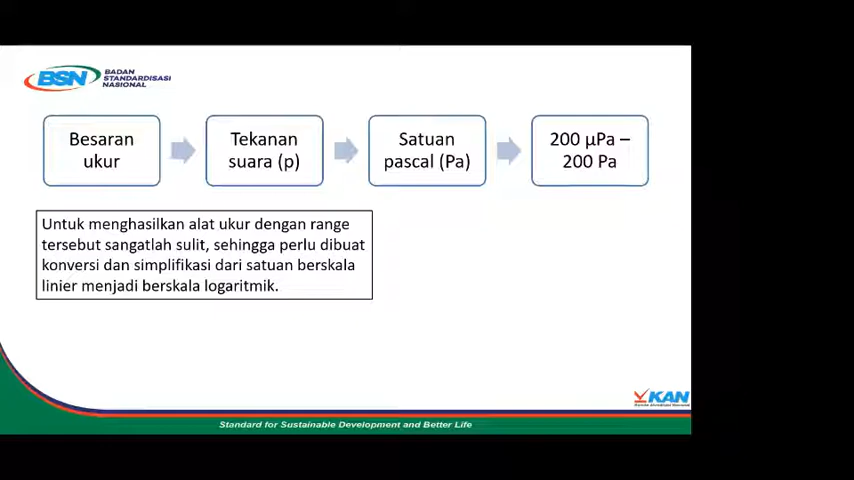 BSN
BADAN
STANDARDISASI
NASIONAL
Besaran
ukur
Tekanan
suara (p)
Satuan
pascal (Pa)
200 µPa –
200 Pa
Untuk menghasilkan alat ukur dengan range
tersebut sangatlah sulit, sehingga perlu dibuat
konversi dan simplifikasi dari satuan berskala
linier menjadi berskala logaritmik.
KAN
Standard for Sustainable Development and Better Life